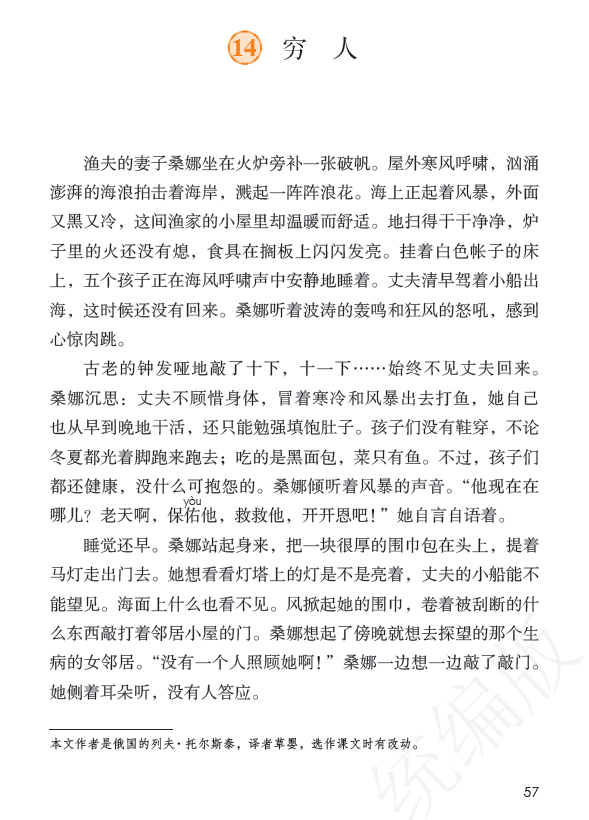 14 穷 人
渔夫的妻子桑娜坐在火炉旁补一张破帆。屋外寒风呼啸，汹涌
澎湃的海浪拍击着海岸，溅起一阵阵浪花。海上正起着风暴，外面
又黑又冷，这间渔家的小屋里却温暖而舒适。地扫得干干净净，炉
子里的火还没有熄，食具在搁板上闪闪发亮。挂着白色帐子的床
上，五个孩子正在海风呼啸声中安静地睡着。丈夫清早驾着小船出
海，这时候还没有回来。桑娜听着波涛的轰鸣和狂风的怒吼，感到
心惊肉跳。
古老的钟发哑地敲了十下，十一下……始终不见丈夫回来。
桑娜沉思：丈夫不顾惜身体，冒着寒冷和风暴出去打鱼，她自己
也从早到晚地干活，还只能勉强填饱肚子。孩子们没有鞋穿，不论
冬夏都光着脚跑来跑去；吃的是黑面包，菜只有鱼。不过，孩子们
都还健康，没什么可抱怨的。桑娜倾听着风暴的声音。“他现在在
yòu
哪儿？老天啊，保佑他，救救他，开开恩吧！”她自言自语着。
睡觉还早。桑娜站起身来，把一块很厚的围巾包在头上，提着
马灯走出门去。她想看看灯塔上的灯是不是亮着，丈夫的小船能不
能望见。海面上什么也看不见。风掀起她的围巾，卷着被刮断的什
么东西敲打着邻居小屋的门。桑娜想起了傍晚就想去探望的那个生
病的女邻居。“没有一个人照顾她啊！”桑娜一边想一边敲了敲门。
她侧着耳朵听，没有人答应。
本文作者是俄国的列夫·托尔斯泰，译者草婴，选作课文时有改动。
57
统编版